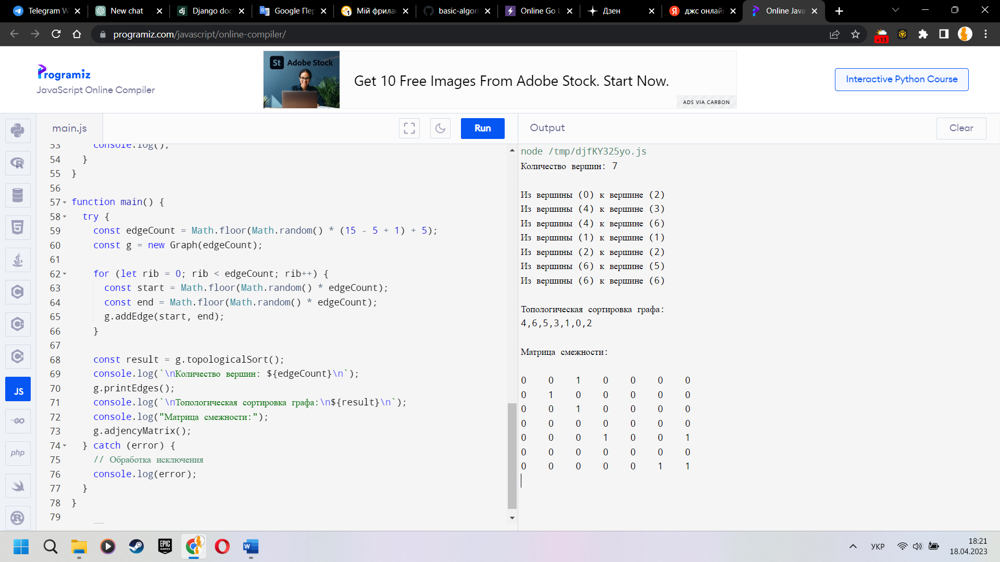 Telegram W
New chat
Django doc
Google Пер
Мій фрила
basic-algori
Online Go L
Дзен
джс онлайн
Online Java
programiz.com/javascript/online-compiler/
+13
Programiz
JavaScript Online Compiler
St Adobe Stock
Get 10 Free Images From Adobe Stock. Start Now.
ADS VIA CARBON
Interactive Python Course
main.js
Run
Output
Clear
53 console.log();
54 }
55 }
56
57 function main() {
58 try {
59 const edgeCount = Math.floor(Math.random() * (15 - 5 + 1) + 5);
60 const g = new Graph(edgeCount);
61
62 for (let rib = 0; rib < edgeCount; rib++) {
63 const start = Math.floor(Math.random() * edgeCount);
64 const end = Math.floor(Math.random() * edgeCount);
65 g.addEdge(start, end);
66 }
67
68 const result = g.topologicalSort();
69 console.log(`\nКоличество вершин: ${edgeCount}\n`);
70 g.printEdges();
71 console.log(`\nТопологическая сортировка графа:\n${result}\n`);
72 console.log("Матрица смежности:");
73 g.adjencyMatrix();
74 } catch (error) {
75 // Обработка исключения
76 console.log(error);
77 }
78 }
79
node /tmp/djfKY325yo.js
Количество вершин: 7
Из вершины (0) к вершине (2)
Из вершины (4) к вершине (3)
Из вершины (4) к вершине (6)
Из вершины (1) к вершине (1)
Из вершины (2) к вершине (2)
Из вершины (6) к вершине (5)
Из вершины (6) к вершине (6)
Топологическая сортировка графа:
4,6,5,3,1,0,2
Матрица смежности:
0 0 1 0 0 0 0
0 1 0 0 0 0 0
0 0 1 0 0 0 0
0 0 0 0 0 0 0
0 0 0 1 0 0 1
0 0 0 0 0 0 0
0 0 0 0 0 1 1
JS
GO
php
EPIC GAMES
W
УКР
18:21
18.04.2023